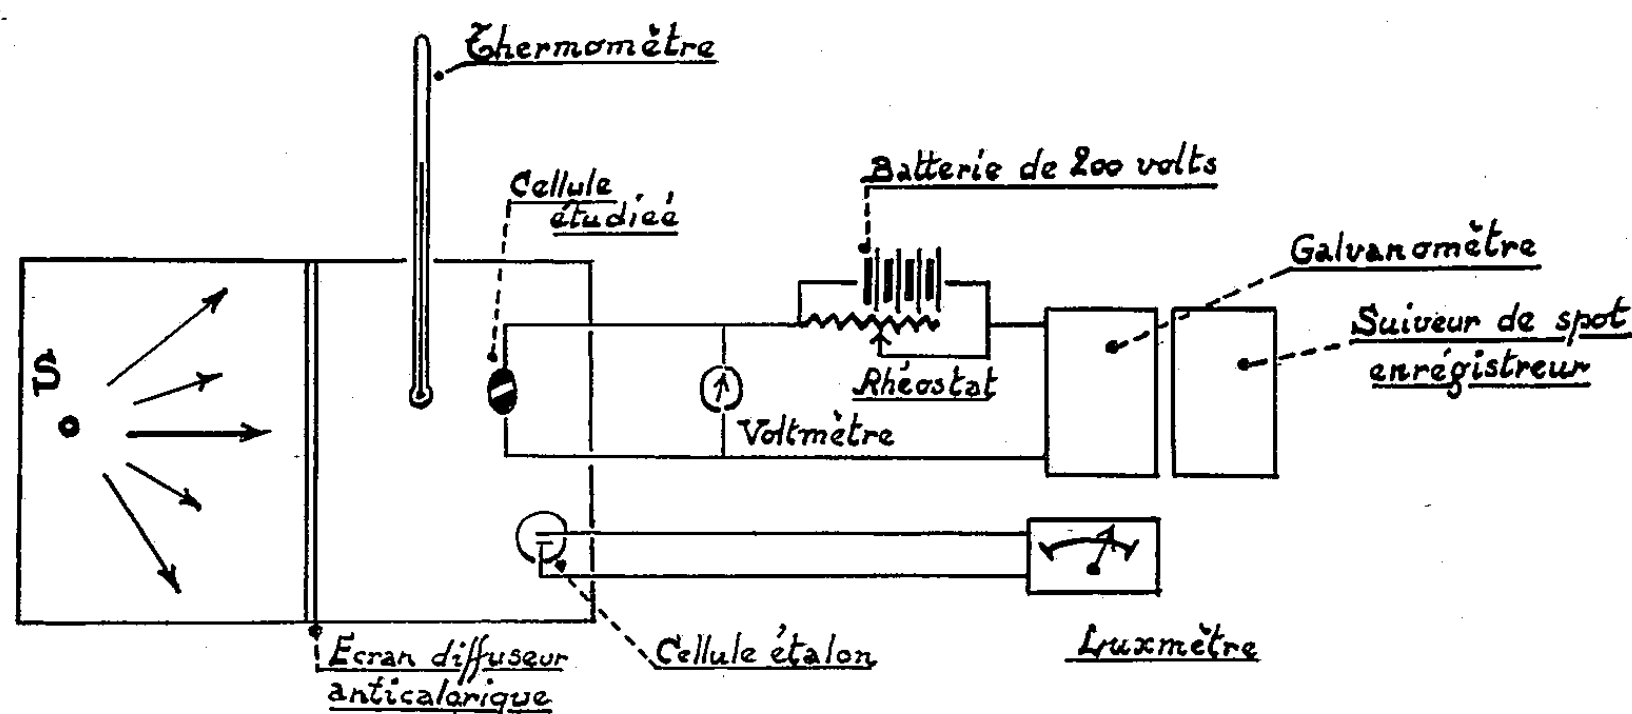 Thermomètre
Batterie de 200 volts
Cellule
étudieé
Galvanomètre
Suiveur de spot
enrégistreur
S
Rhéostat
Voltmètre
Ecran diffuseur
anticalorique
Cellule étalon
Luxmètre